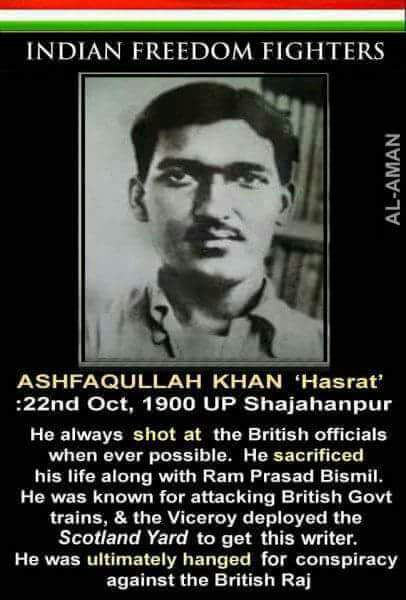 INDIAN FREEDOM FIGHTERS
AL-AMAN
ASHFAQULLAH KHAN ‘Hasrat’
:22nd Oct, 1900 UP Shajahanpur
He always shot at the British officials
when ever possible. He sacrificed
his life along with Ram Prasad Bismil.
He was known for attacking British Govt
trains, & the Viceroy deployed the
Scotland Yard to get this writer.
He was ultimately hanged for conspiracy
against the British Raj